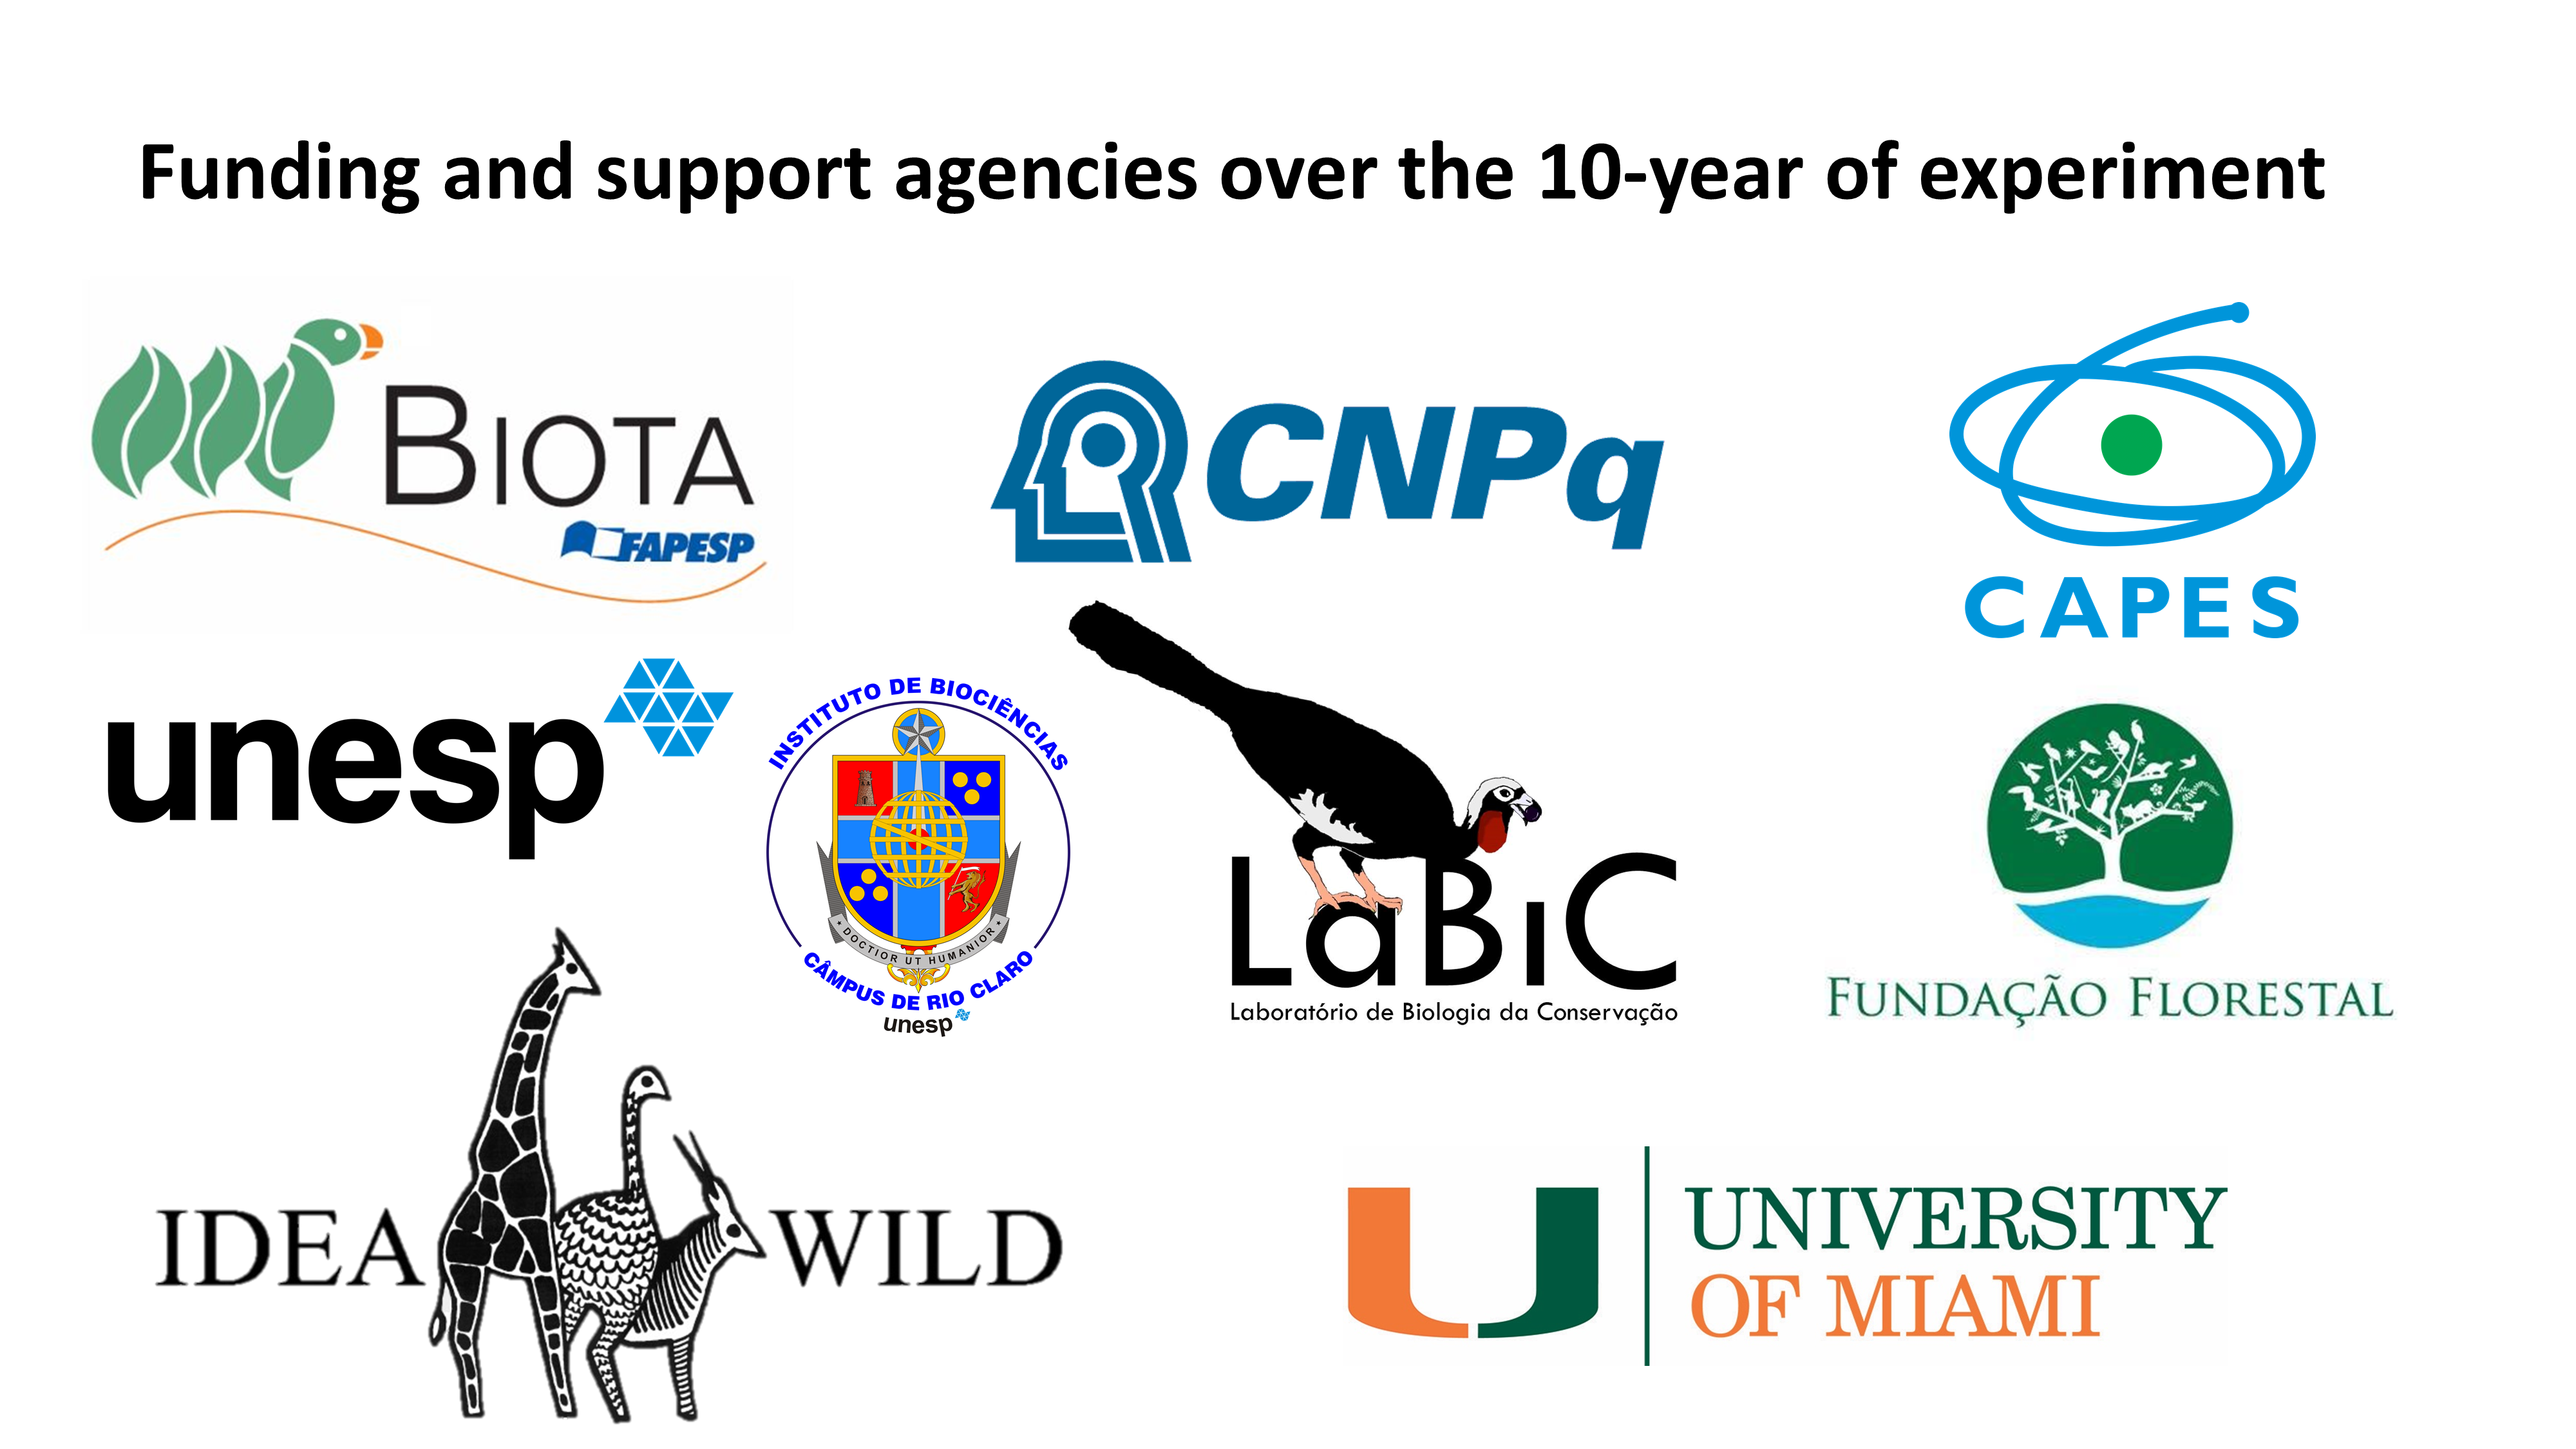 Funding and support agencies over the 10-year of experiment
BIOTA
FAPESP
CNPq
CAPES
unesp
INSTITUTO DE BIOCIÊNCIAS
DOCTIOR UT HUMANIOR
CÂMPUS DE RIO CLARO
unesp
LaBiC
Laboratório de Biologia da Conservação
FUNDAÇÃO FLORESTAL
IDEA WILD
UNIVERSITY
OF MIAMI